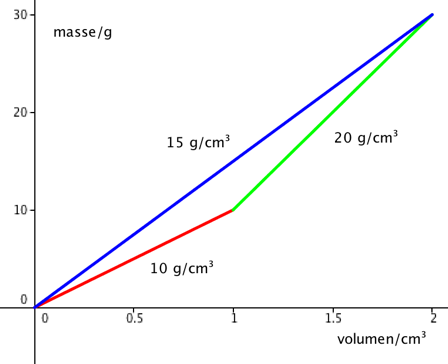 30
masse/g
20
15 g/cm³
20 g/cm³
10
10 g/cm³
0
0 0.5 1 1.5 2
volumen/cm³